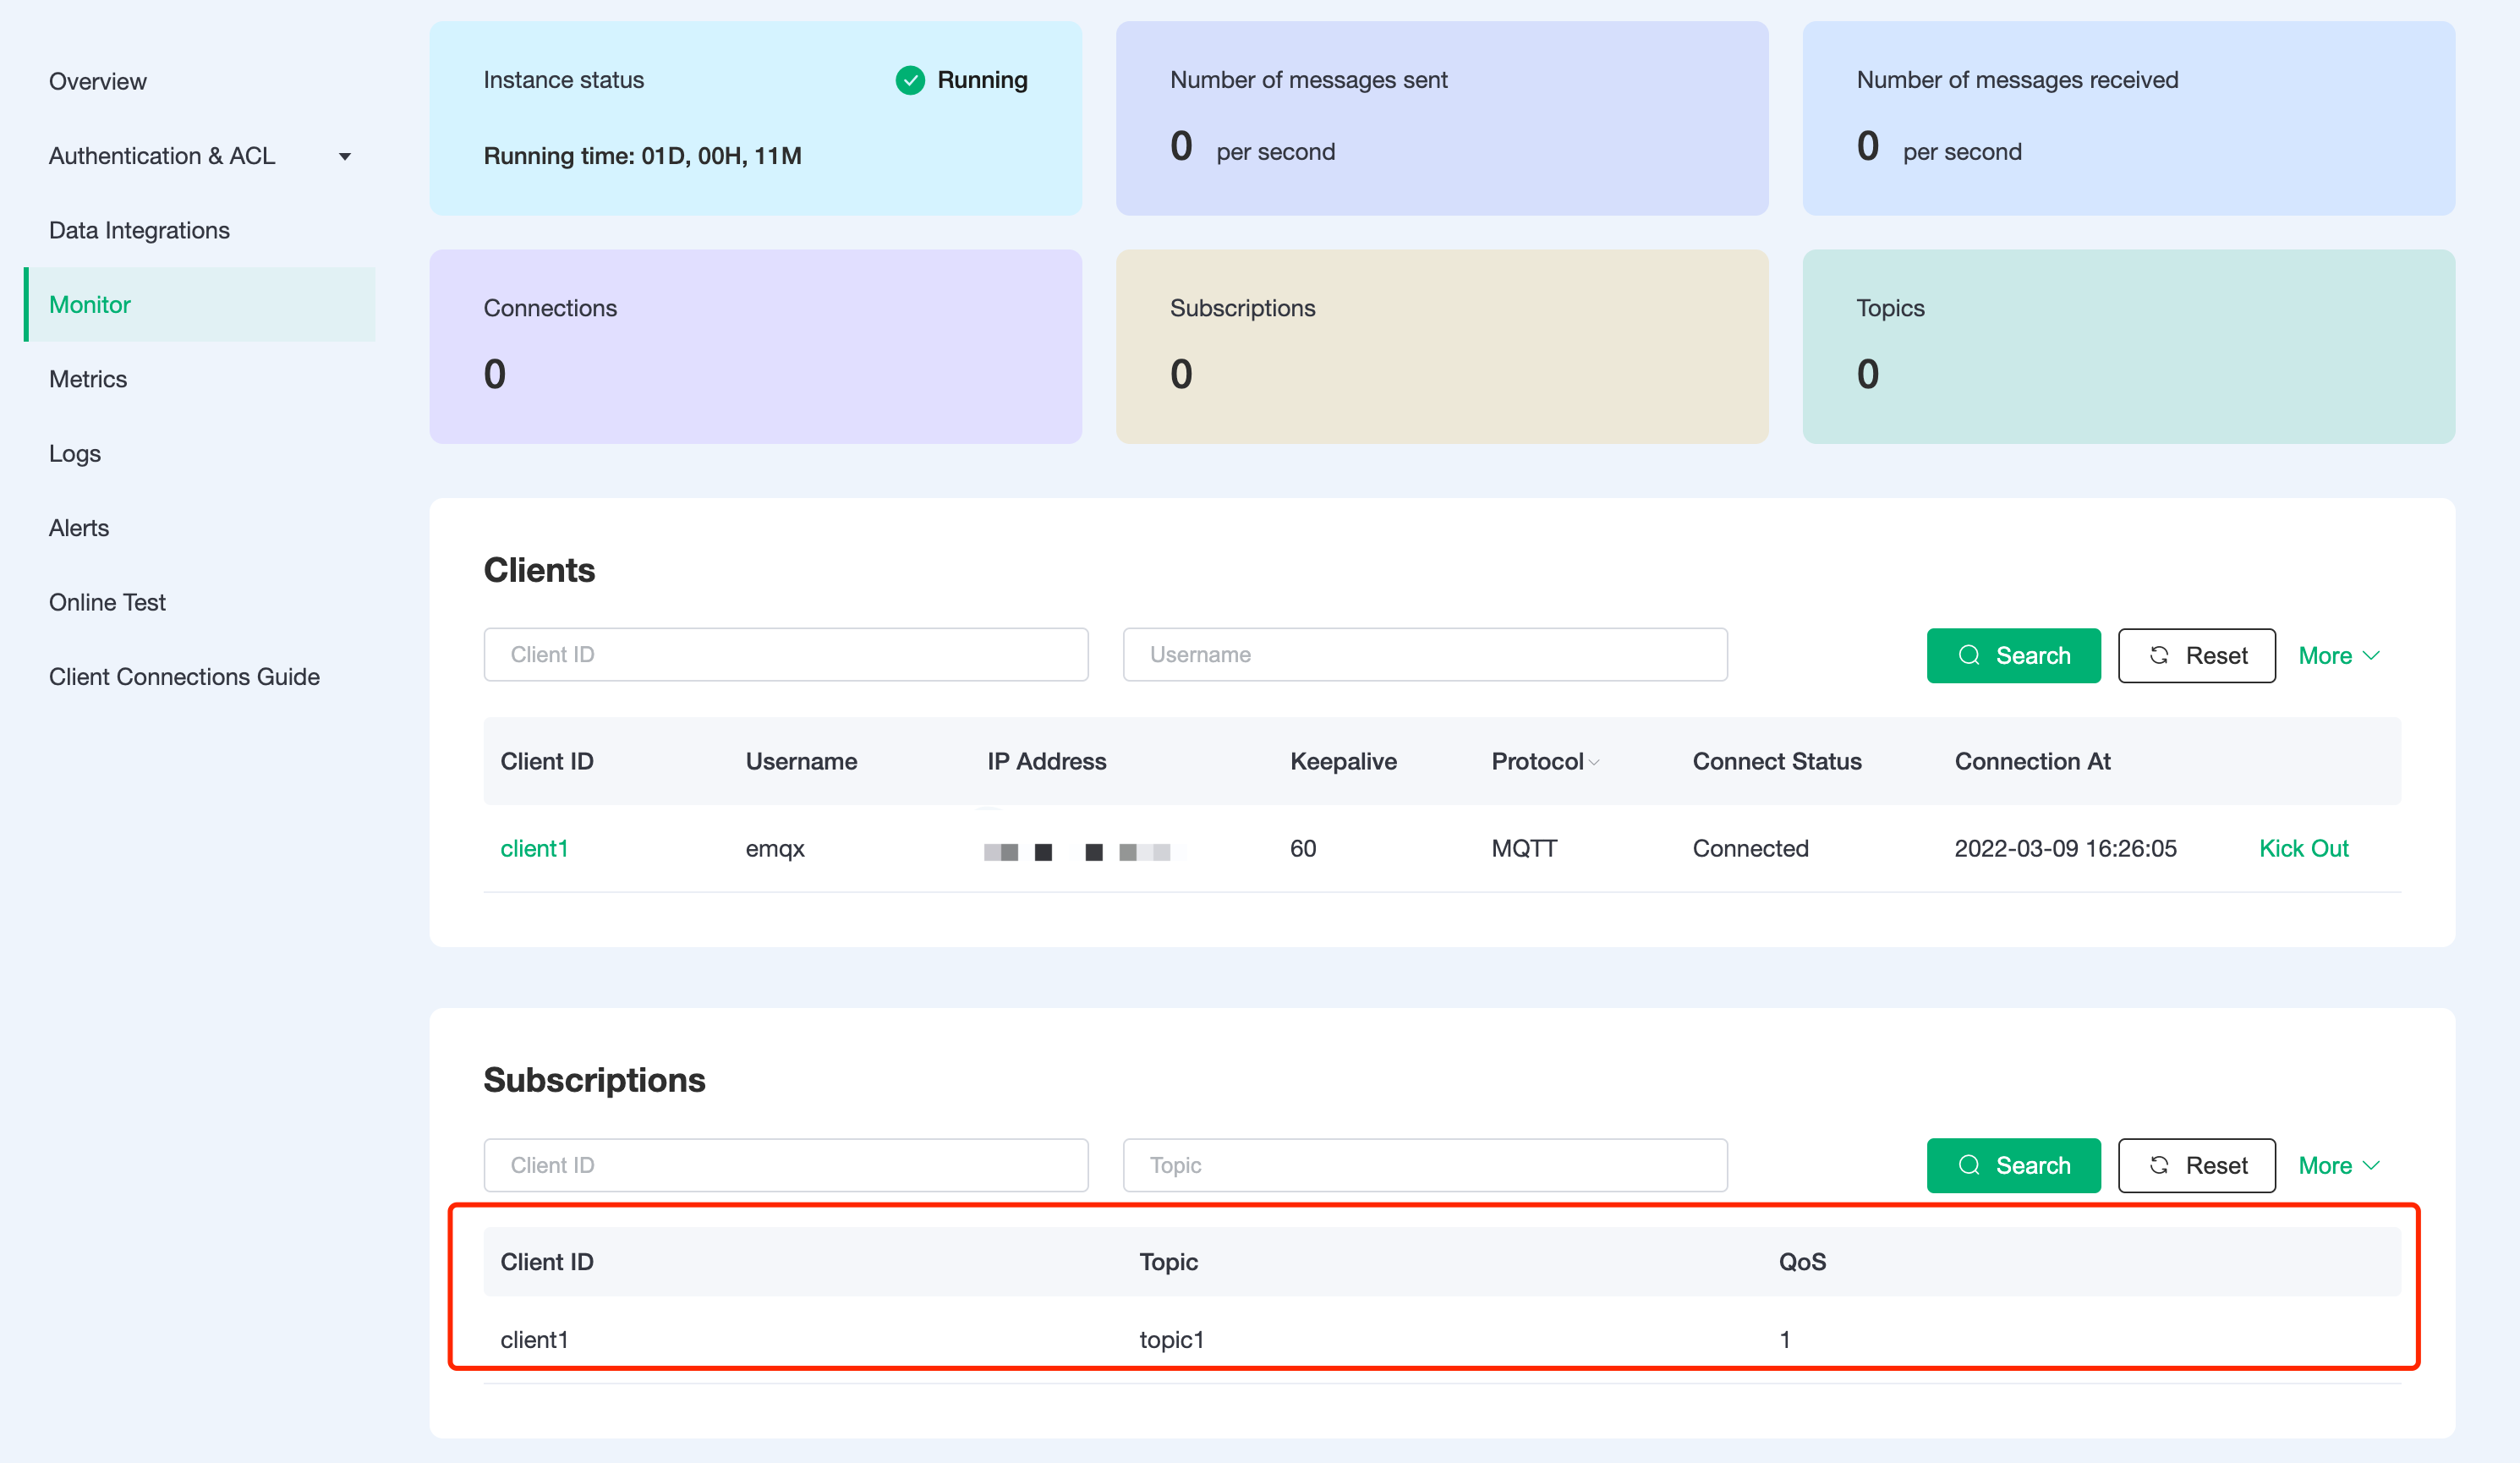 Overview
Authentication & ACL
Data Integrations
Monitor
Metrics
Logs
Alerts
Online Test
Client Connections Guide
Instance status
Running
Running time: 01D, 00H, 11M
Number of messages sent
0 per second
Number of messages received
0 per second
Connections
0
Subscriptions
0
Topics
0
Clients
Client ID Username Search Reset More
Client ID Username IP Address Keepalive Protocol Connect Status Connection At
client1 emqx 60 MQTT Connected 2022-03-09 16:26:05 Kick Out
Subscriptions
Client ID Topic Search Reset More
Client ID Topic QoS
client1 topic1 1